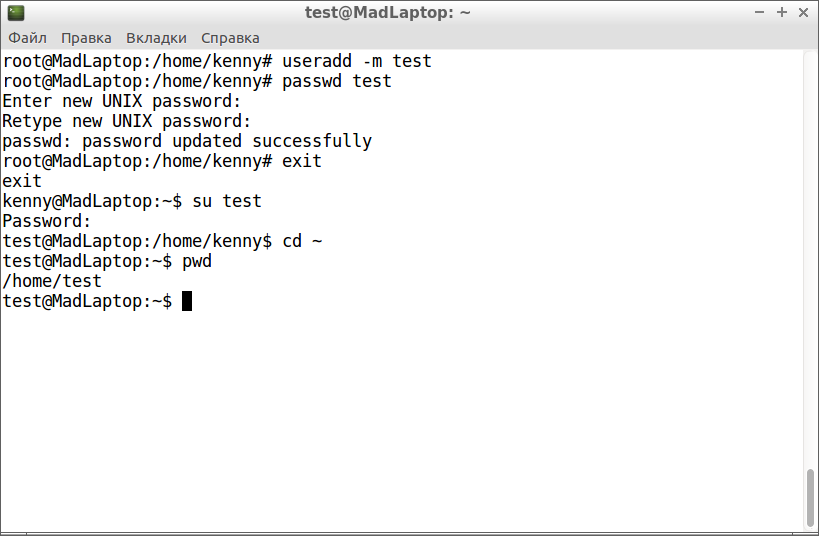 test@MadLaptop: ~
Файл Правка Вкладки Справка
root@MadLaptop:/home/kenny# useradd -m test
root@MadLaptop:/home/kenny# passwd test
Enter new UNIX password:
Retype new UNIX password:
passwd: password updated successfully
root@MadLaptop:/home/kenny# exit
exit
kenny@MadLaptop:~$ su test
Password:
test@MadLaptop:/home/kenny$ cd ~
test@MadLaptop:~$ pwd
/home/test
test@MadLaptop:~$